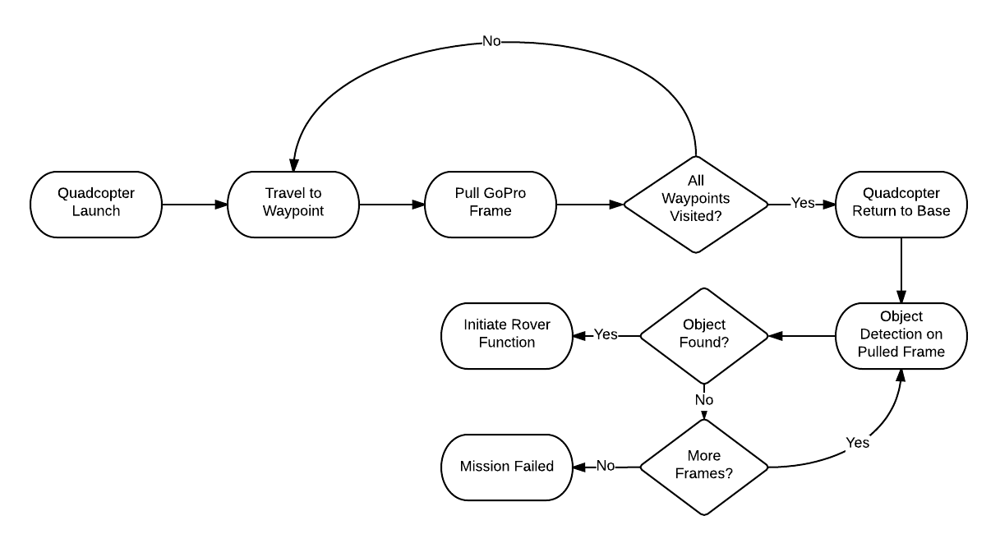 No
Quadcopter
Launch
Travel to
Waypoint
Pull GoPro
Frame
All
Waypoints
Visited?
Yes
Quadcopter
Return to Base
Initiate Rover
Function
Yes
Object
Found?
Object
Detection on
Pulled Frame
No
Mission Failed
No
More
Frames?
Yes